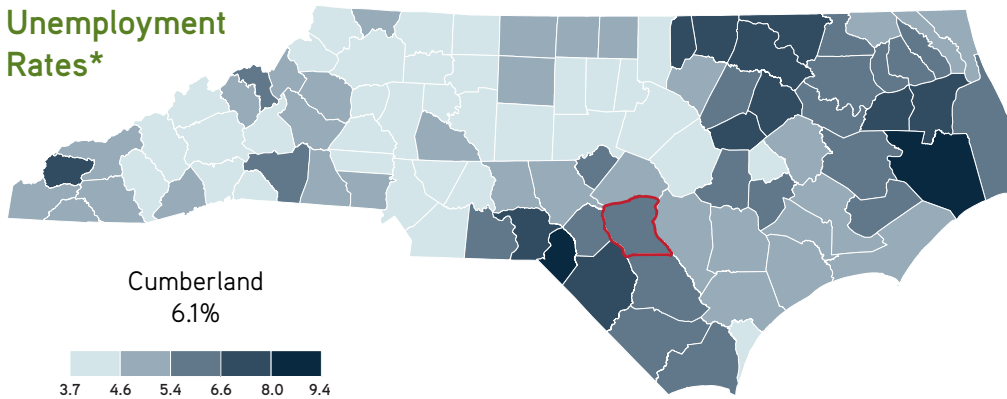 Unemployment
Rates*
Cumberland
6.1%
3.7 4.6 5.4 6.6 8.0 9.4